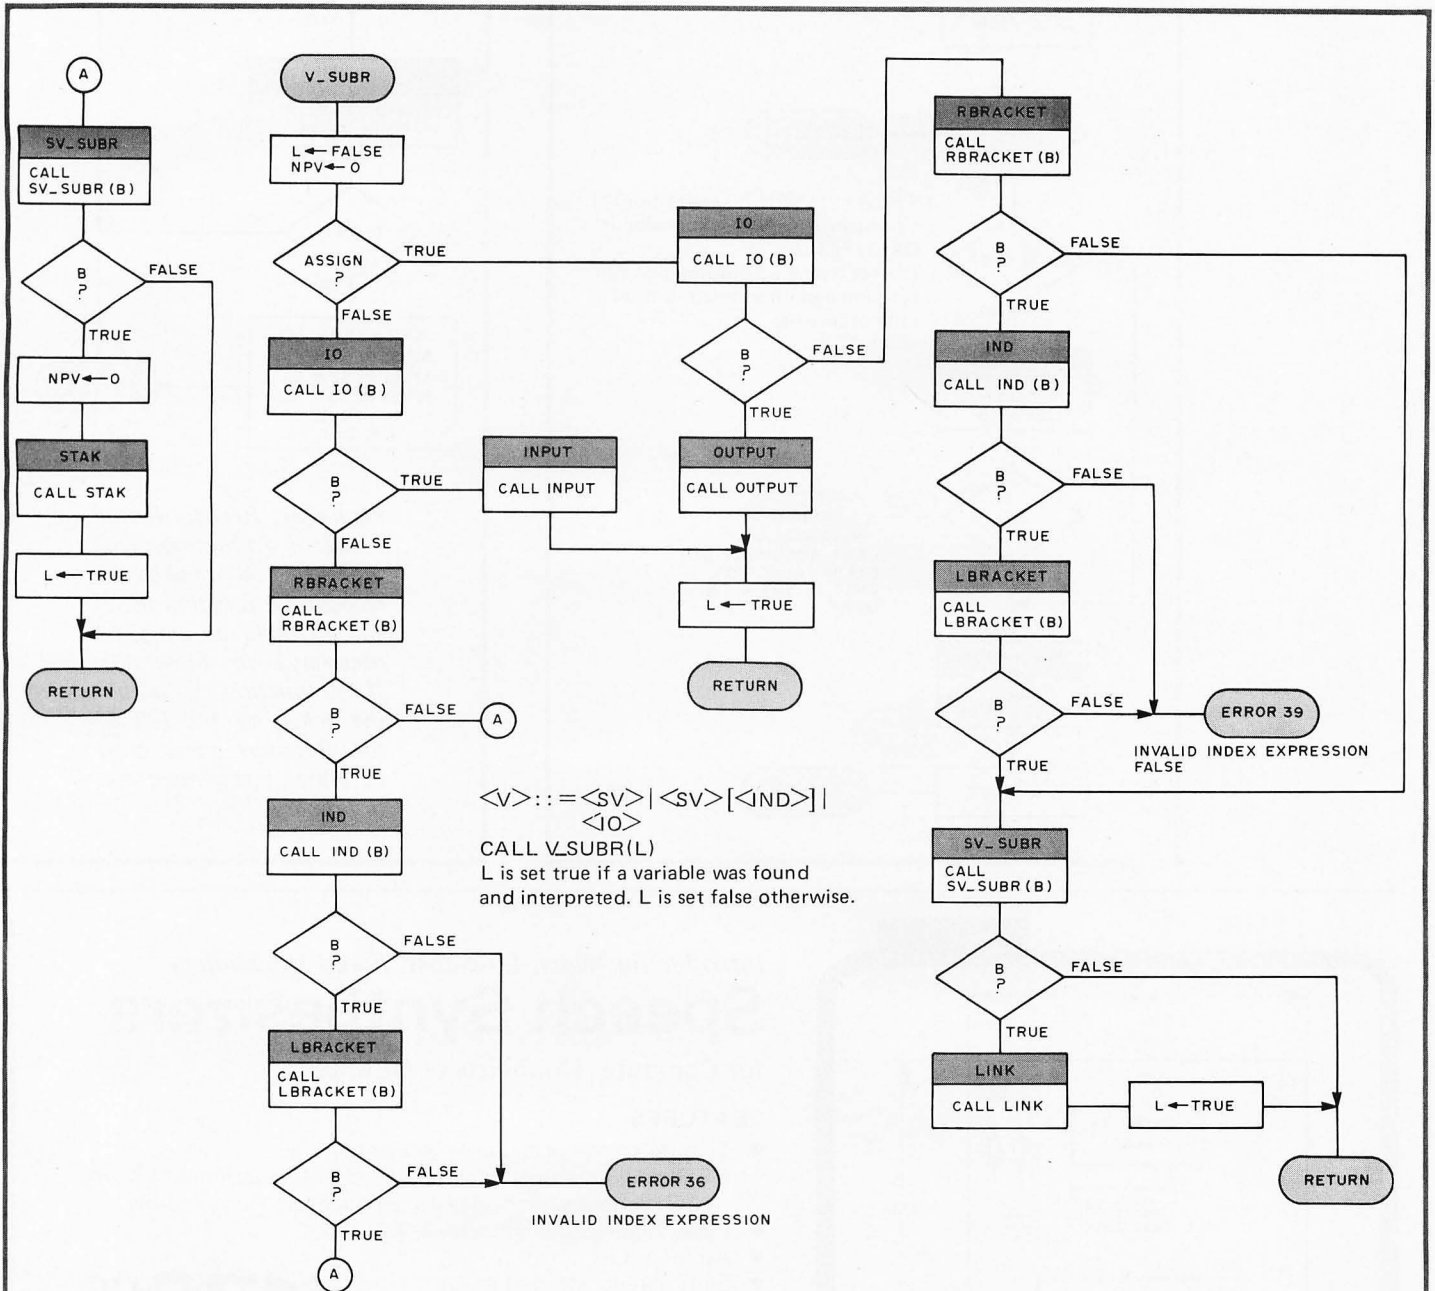 A
SV_SUBR
CALL
SV_SUBR (B)
B
?
FALSE
TRUE
NPV←0
STAK
CALL STAK
L←TRUE
RETURN
V_SUBR
L←FALSE
NPV←0
ASSIGN
?
TRUE
FALSE
IO
CALL IO (B)
B
?
TRUE
FALSE
INPUT
CALL INPUT
RBRACKET
CALL
RBRACKET (B)
B
?
FALSE
A
TRUE
IND
CALL IND (B)
B
?
FALSE
TRUE
LBRACKET
CALL
LBRACKET (B)
B
?
FALSE
ERROR 36
INVALID INDEX EXPRESSION
TRUE
A
IO
CALL IO (B)
B
?
FALSE
TRUE
OUTPUT
CALL OUTPUT
L←TRUE
RETURN
<V>::=<SV>|<SV>[<IND>]|
<IO>
CALL V_SUBR(L)
L is set true if a variable was found
and interpreted. L is set false otherwise.
RBRACKET
CALL
RBRACKET (B)
B
?
FALSE
TRUE
IND
CALL IND (B)
B
?
FALSE
TRUE
LBRACKET
CALL
LBRACKET (B)
B
?
FALSE
ERROR 39
INVALID INDEX EXPRESSION
FALSE
TRUE
SV_SUBR
CALL
SV_SUBR (B)
B
?
FALSE
TRUE
LINK
CALL LINK
L←TRUE
RETURN